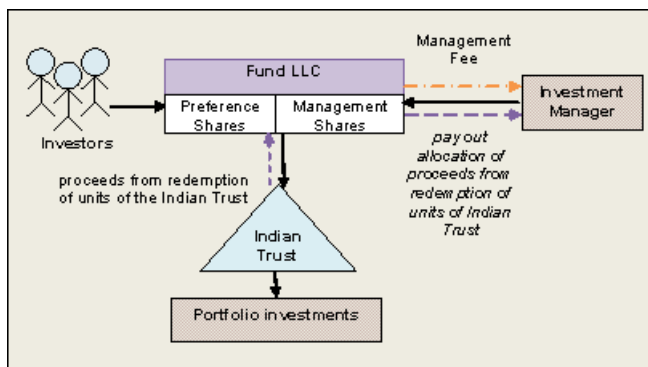 Management
Fee
Fund LLC
Preference
Shares
Management
Shares
Investment
Manager
Investors
proceeds from redemption
of units of the Indian Trust
pay out
allocation of
proceeds from
redemption of
units of Indian
Trust
Indian
Trust
Portfolio investments